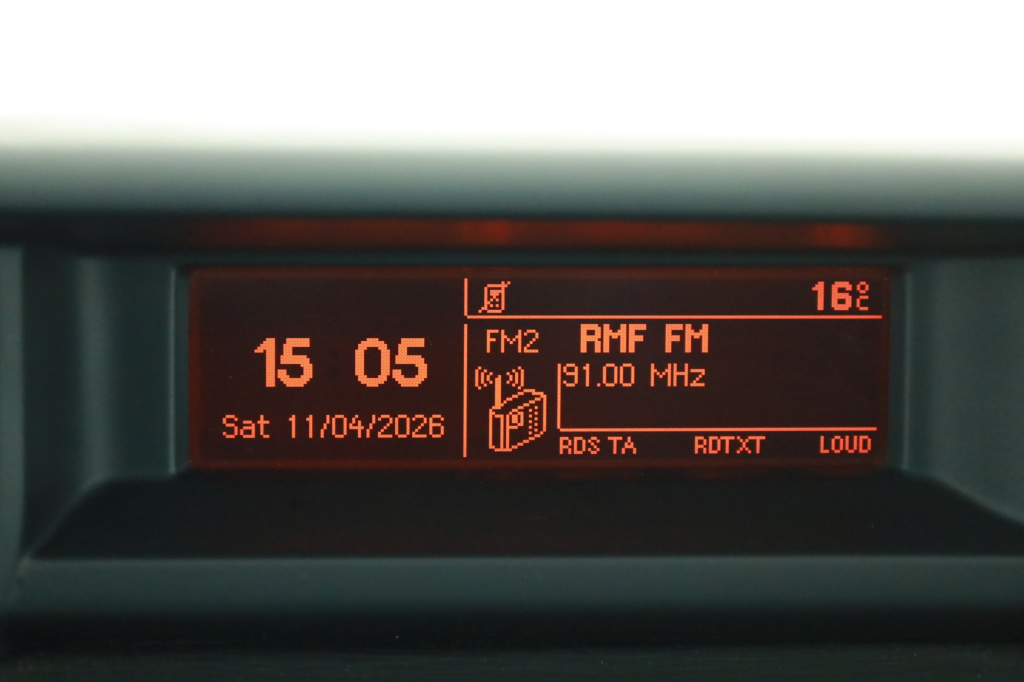 16°C
15 05
Sat 11/04/2026
FM2 RMF FM
91.00 MHz
RDS TA RDTXT LOUD